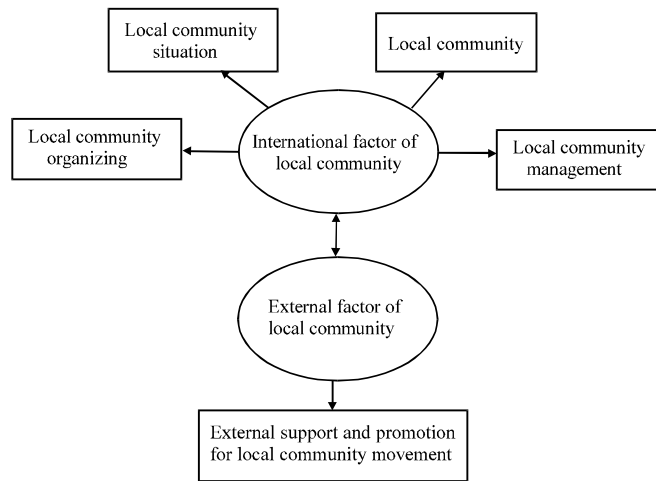 Local community
situation
Local community
Local community
organizing
International factor of
local community
Local community
management
External factor of
local community
External support and promotion
for local community movement